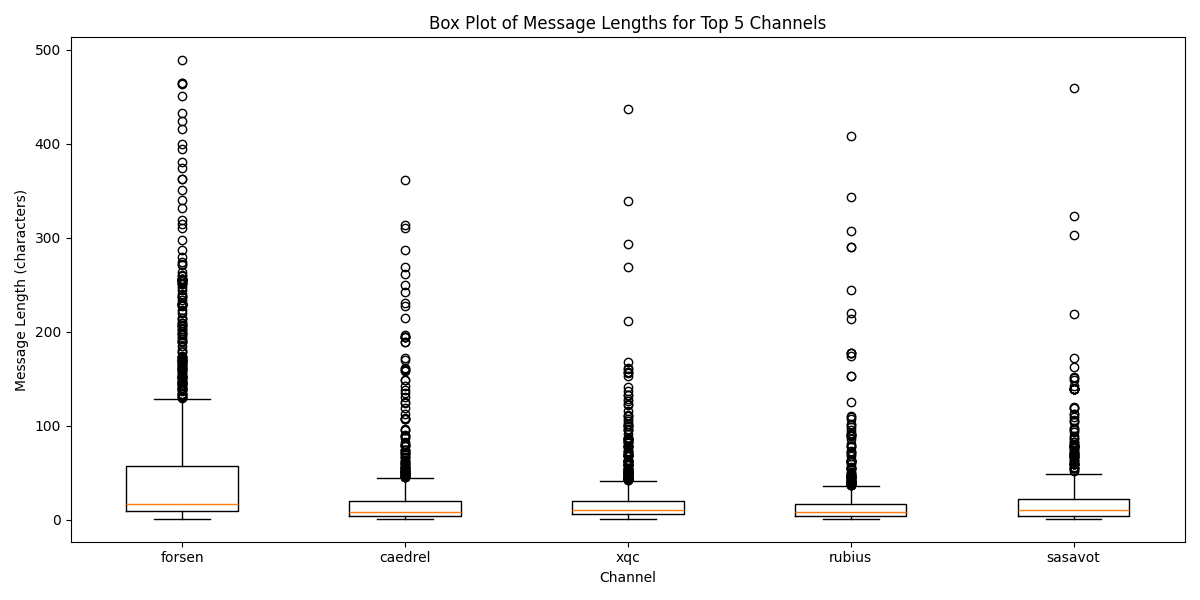 Box Plot of Message Lengths for Top 5 Channels
Message Length (characters)
500
400
300
200
100
0
forsen caedrel xqc rubius sasavot
Channel